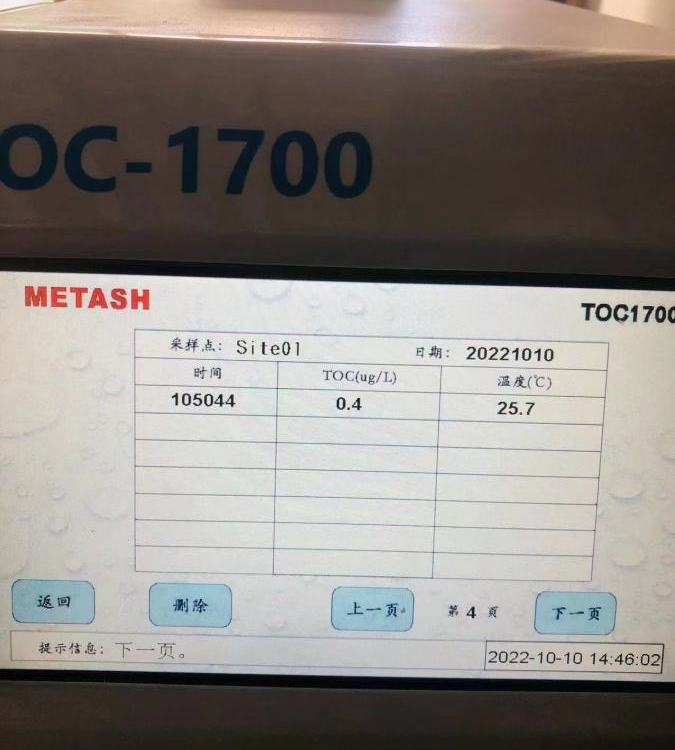 OC-1700
METASH
TOC1700
采样点: Site01 日期: 20221010
时间 TOC(ug/L) 温度(℃)
105044 0.4 25.7
返回 删除 上一页 第 4 页 下一页
提示信息: 下一页。
2022-10-10 14:46:02